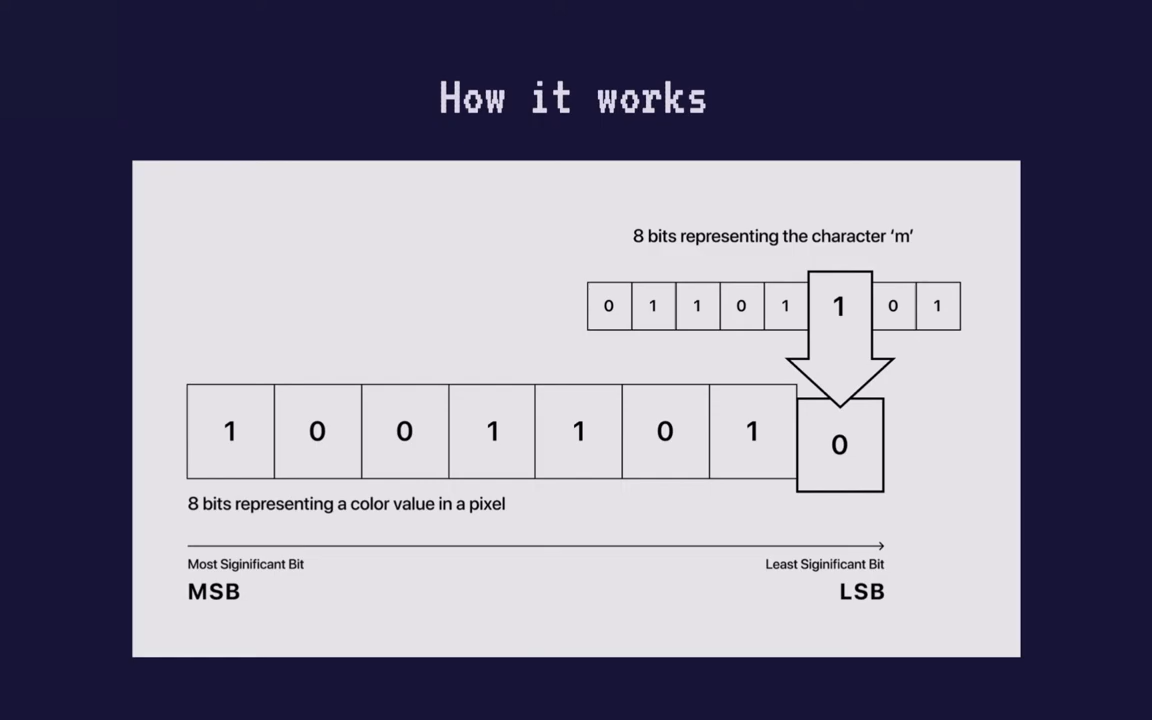 How it works
8 bits representing the character ‘m’
0 1 1 0 1 1 0 1
1 0 0 1 1 0 1 0
8 bits representing a color value in a pixel
Most Siginificant Bit Least Siginificant Bit
MSB LSB